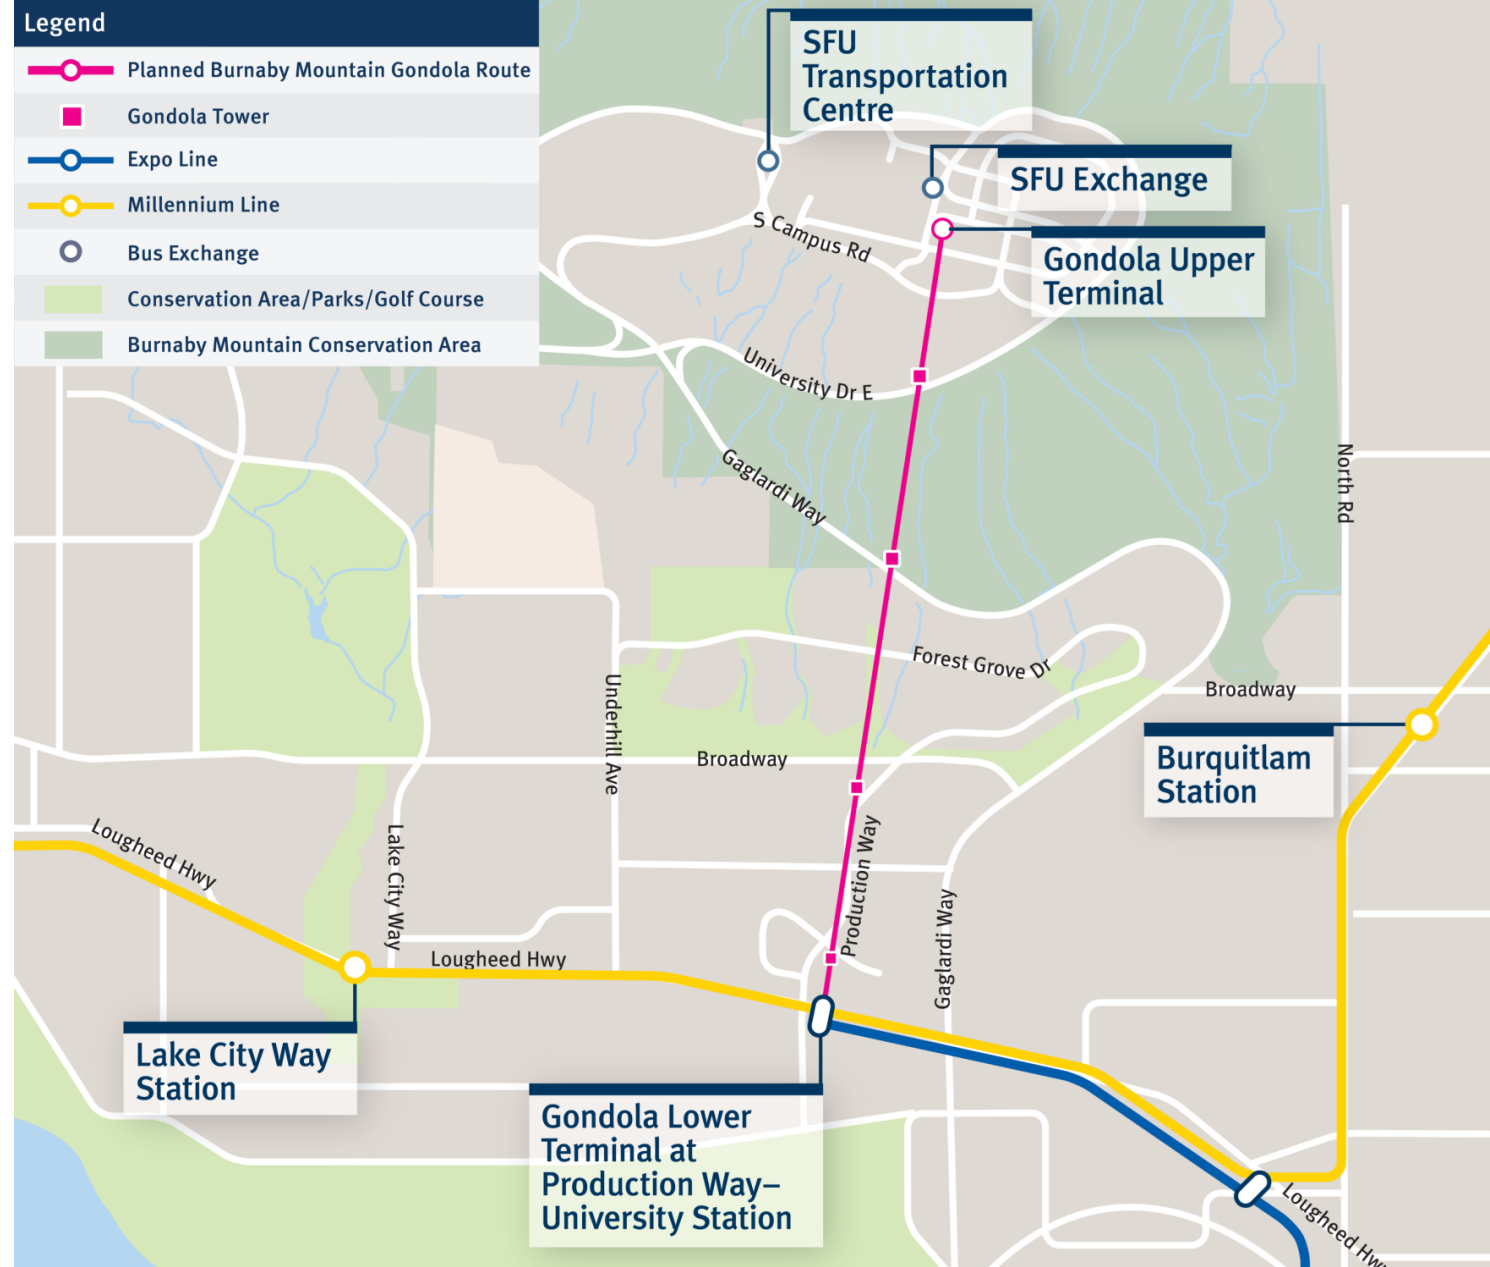 Legend
Planned Burnaby Mountain Gondola Route
Gondola Tower
Expo Line
Millennium Line
Bus Exchange
Conservation Area/Parks/Golf Course
Burnaby Mountain Conservation Area
SFU
Transportation
Centre
SFU Exchange
Gondola Upper
Terminal
S Campus Rd
University Dr E
Gaglardi Way
North Rd
Forest Grove Dr
Broadway
Underhill Ave
Broadway
Burquitlam
Station
Lougheed Hwy
Lake City Way
Production Way
Gaglardi Way
Lougheed Hwy
Lake City Way
Station
Gondola Lower
Terminal at
Production Way–
University Station
Lougheed Hwy